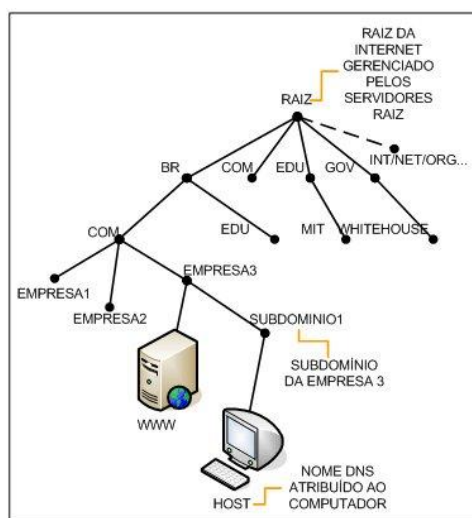 RAIZ DA
INTERNET
GERENCIADO
PELOS
SERVIDORES
RAIZ
RAIZ
INT/NET/ORG...
BR
COM
EDU
GOV
COM
EDU
MIT
WHITEHOUSE
EMPRESA1
EMPRESA2
EMPRESA3
SUBDOMINIO1
SUBDOMÍNIO
DA EMPRESA 3
WWW
HOST
NOME DNS
ATRIBUÍDO AO
COMPUTADOR